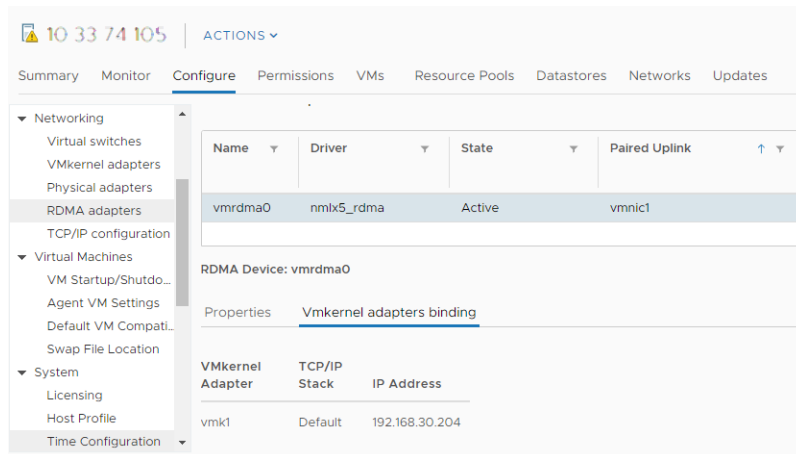 10 33 74 105 ACTIONS
Summary Monitor Configure Permissions VMs Resource Pools Datastores Networks Updates
Networking
Virtual switches
VMkernel adapters
Physical adapters
RDMA adapters
TCP/IP configuration
Virtual Machines
VM Startup/Shutdo...
Agent VM Settings
Default VM Compati...
Swap File Location
System
Licensing
Host Profile
Time Configuration
Name Driver State Paired Uplink
vmrdma0 nmlx5_rdma Active vmnic1
RDMA Device: vmrdma0
Properties Vmkernel adapters binding
VMkernel Adapter TCP/IP Stack IP Address
vmk1 Default 192.168.30.204